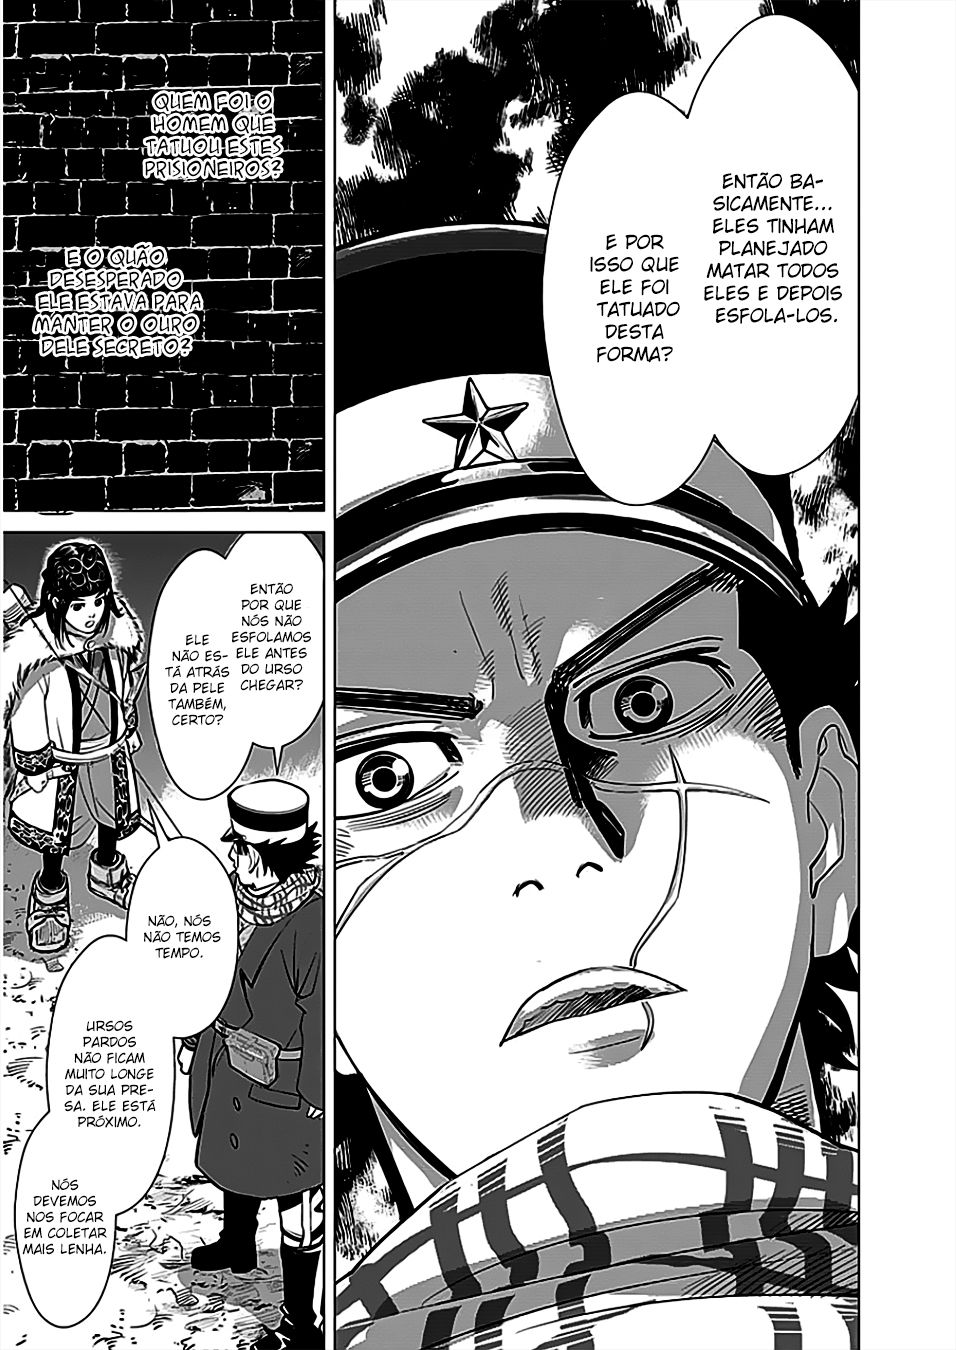 ENTÃO BA-
SICAMENTE...
ELES TINHAM
PLANEJADO
MATAR TODOS
ELES E DEPOIS
ESFOLA-LOS.
E POR
ISSO QUE
ELE FOI
TATUADO
DESTA
FORMA?
QUEM FOI O
HOMEM QUE
TATUOU ESTES
PRISIONEIROS?
E O QUÃO
DESESPERADO
ELE ESTAVA PARA
MANTER O OURO
DELE SECRETO?
ENTÃO
POR QUE
NÓS NÃO
ESFOLAMOS
ELE ANTES
DO URSO
CHEGAR?
ELE
NÃO ES-
TÁ ATRÁS
DA PELE
TAMBÉM,
CERTO?
NÃO, NÓS
NÃO TEMOS
TEMPO.
URSOS
PARDOS
NÃO FICAM
MUITO LONGE
DA SUA PRE-
SA. ELE ESTÁ
PRÓXIMO.
NÓS
DEVEMOS
NOS FOCAR
EM COLETAR
MAIS LENHA.